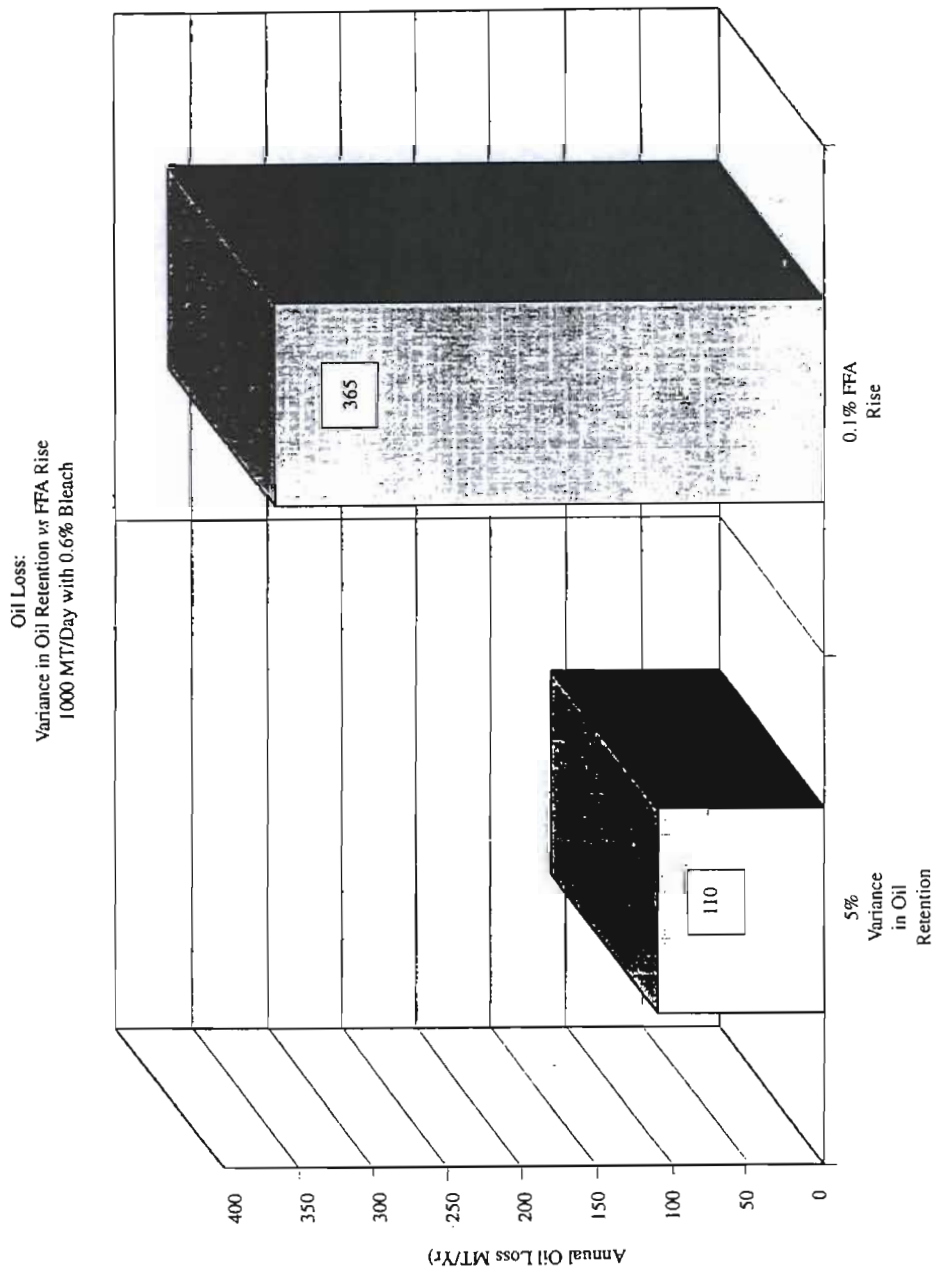 Oil Loss:
Variance in Oil Retention vs FFA Rise
1000 MT/Day with 0.6% Bleach
Annual Oil Loss MT/Yr)
400
350
300
250
200
150
100
50
0
110
365
5%
Variance
in Oil
Retention
0.1% FFA
Rise